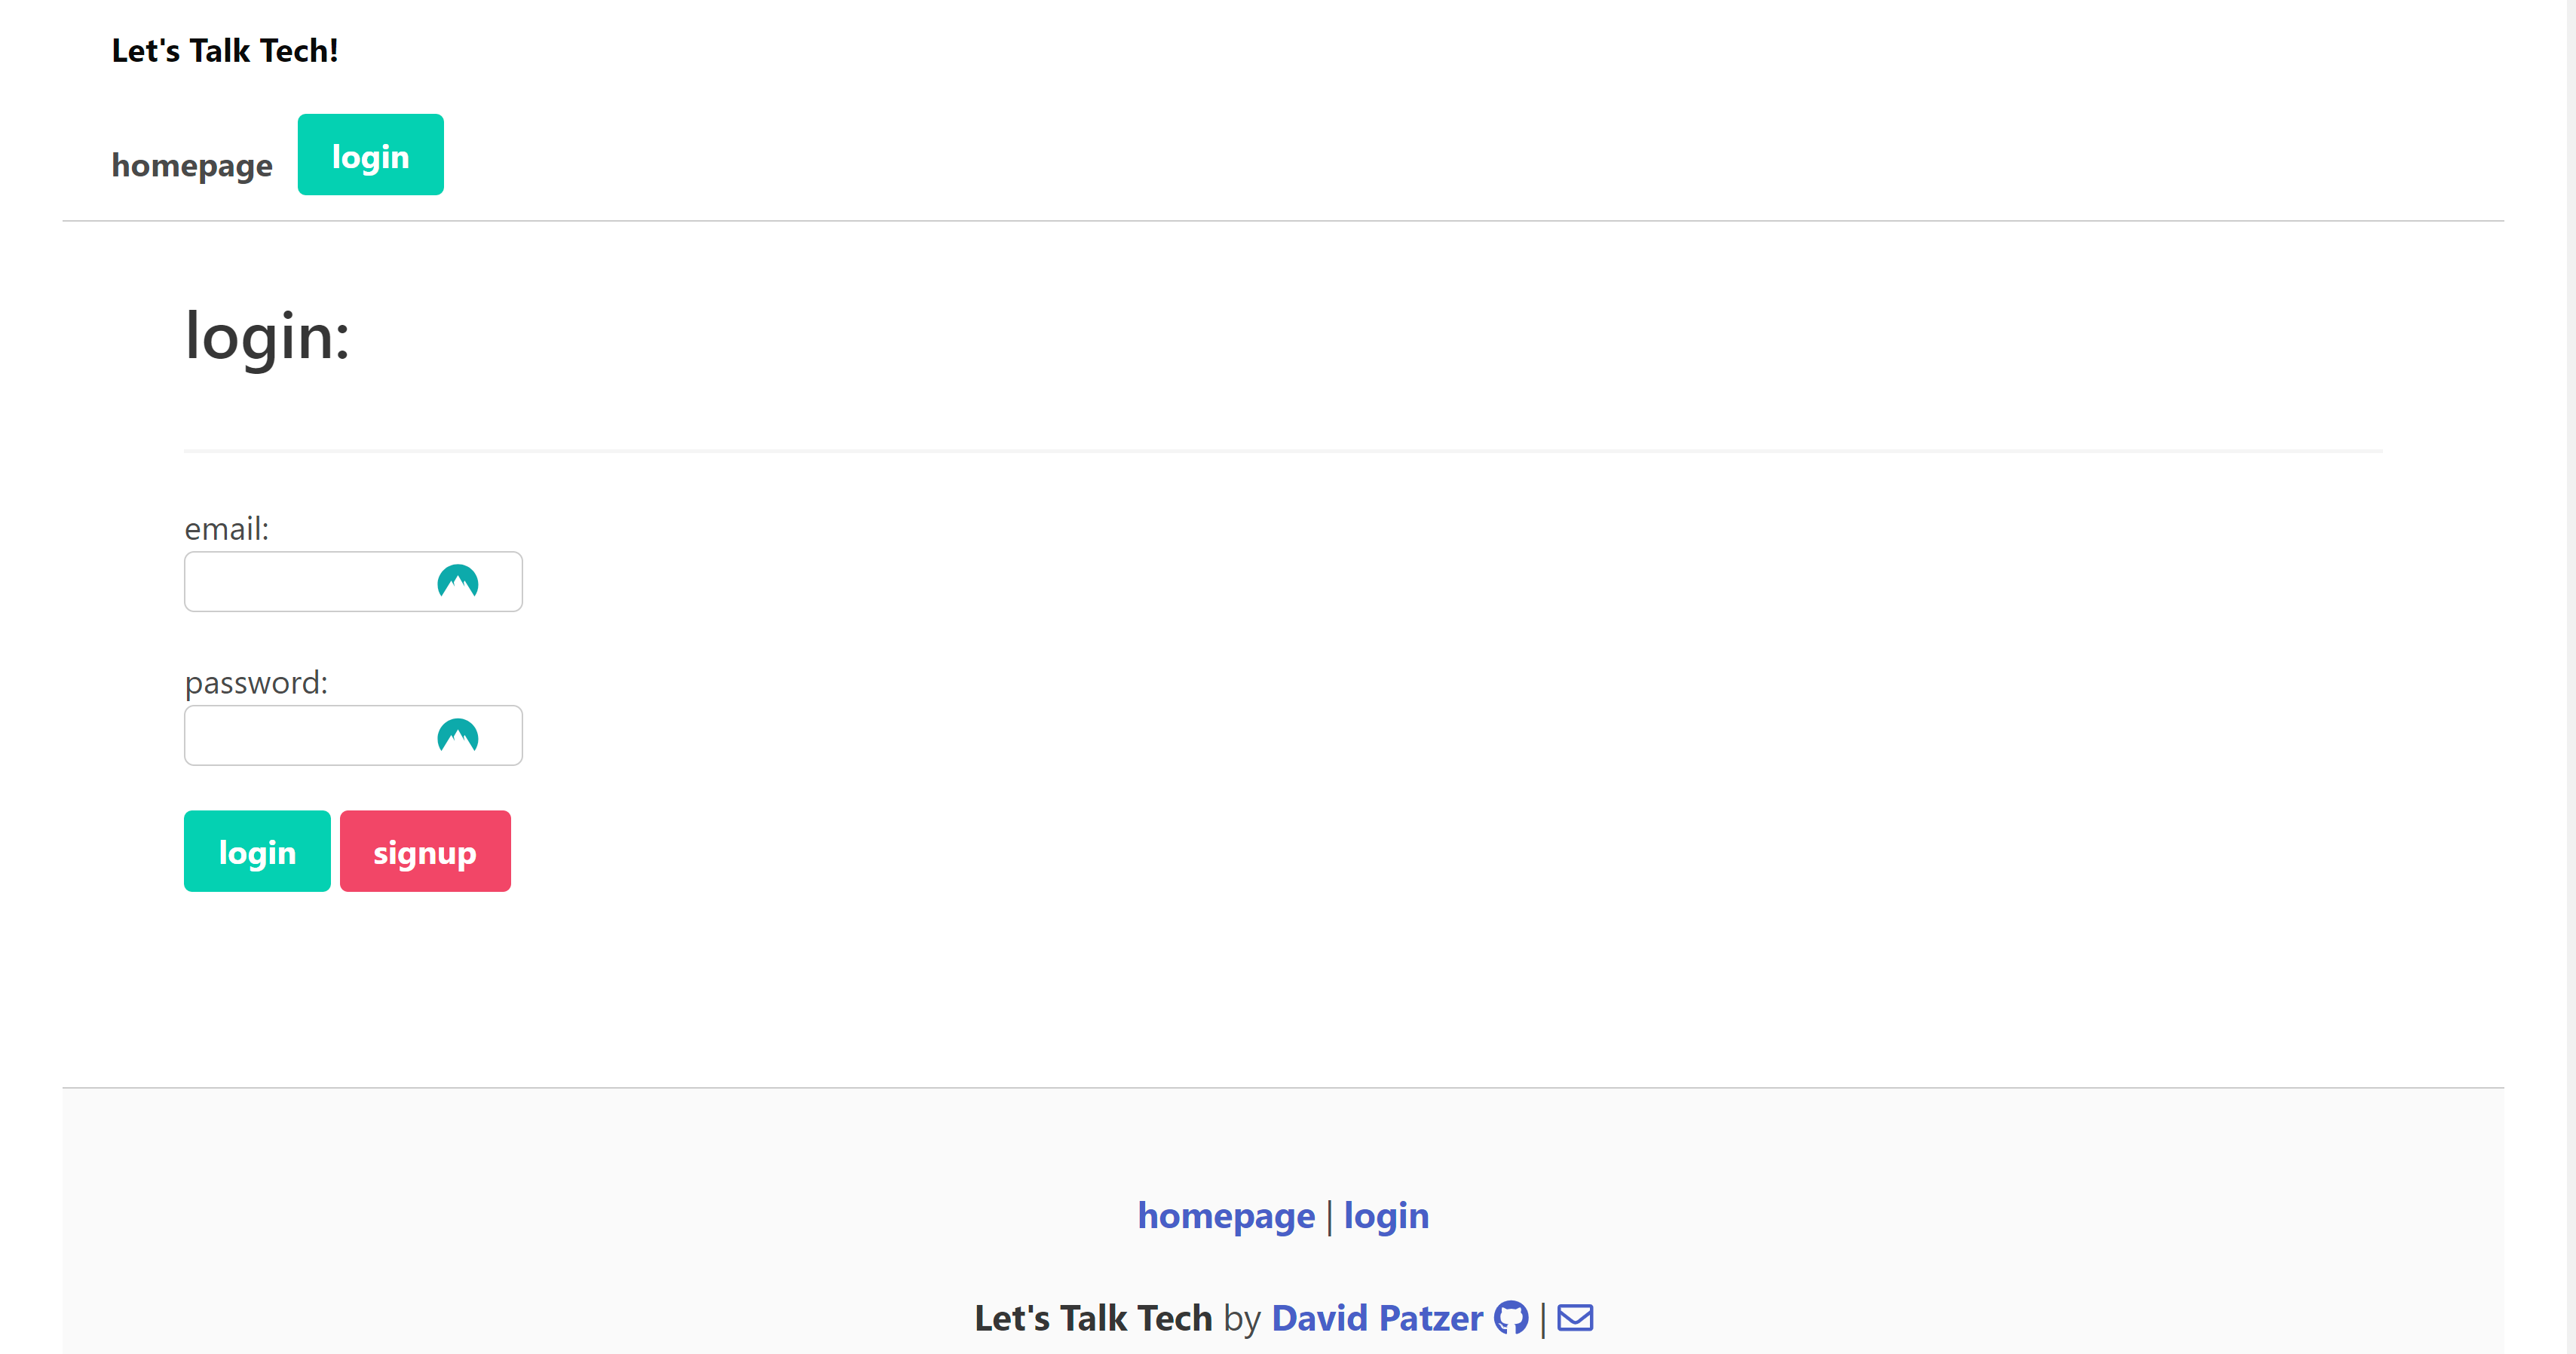 Let's Talk Tech!
homepage login
login:
email:
password:
login signup
homepage | login
Let's Talk Tech by David Patzer |